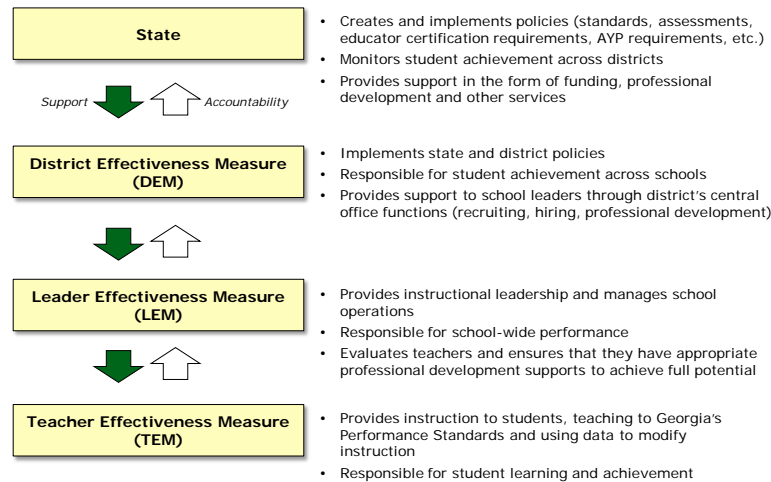 State
• Creates and implements policies (standards, assessments,
educator certification requirements, AYP requirements, etc.)
• Monitors student achievement across districts
• Provides support in the form of funding, professional
development and other services
Support
Accountability
District Effectiveness Measure
(DEM)
• Implements state and district policies
• Responsible for student achievement across schools
• Provides support to school leaders through district's central
office functions (recruiting, hiring, professional development)
Leader Effectiveness Measure
(LEM)
• Provides instructional leadership and manages school
operations
• Responsible for school-wide performance
• Evaluates teachers and ensures that they have appropriate
professional development supports to achieve full potential
Teacher Effectiveness Measure
(TEM)
• Provides instruction to students, teaching to Georgia's
Performance Standards and using data to modify
instruction
• Responsible for student learning and achievement